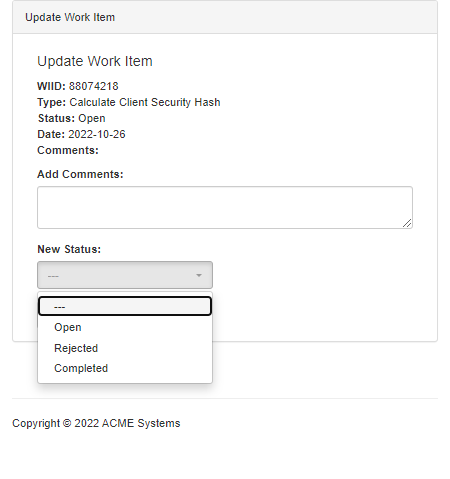 Update Work Item
Update Work Item
WIID: 88074218
Type: Calculate Client Security Hash
Status: Open
Date: 2022-10-26
Comments:
Add Comments:
New Status:
---
---
Open
Rejected
Completed
Copyright © 2022 ACME Systems